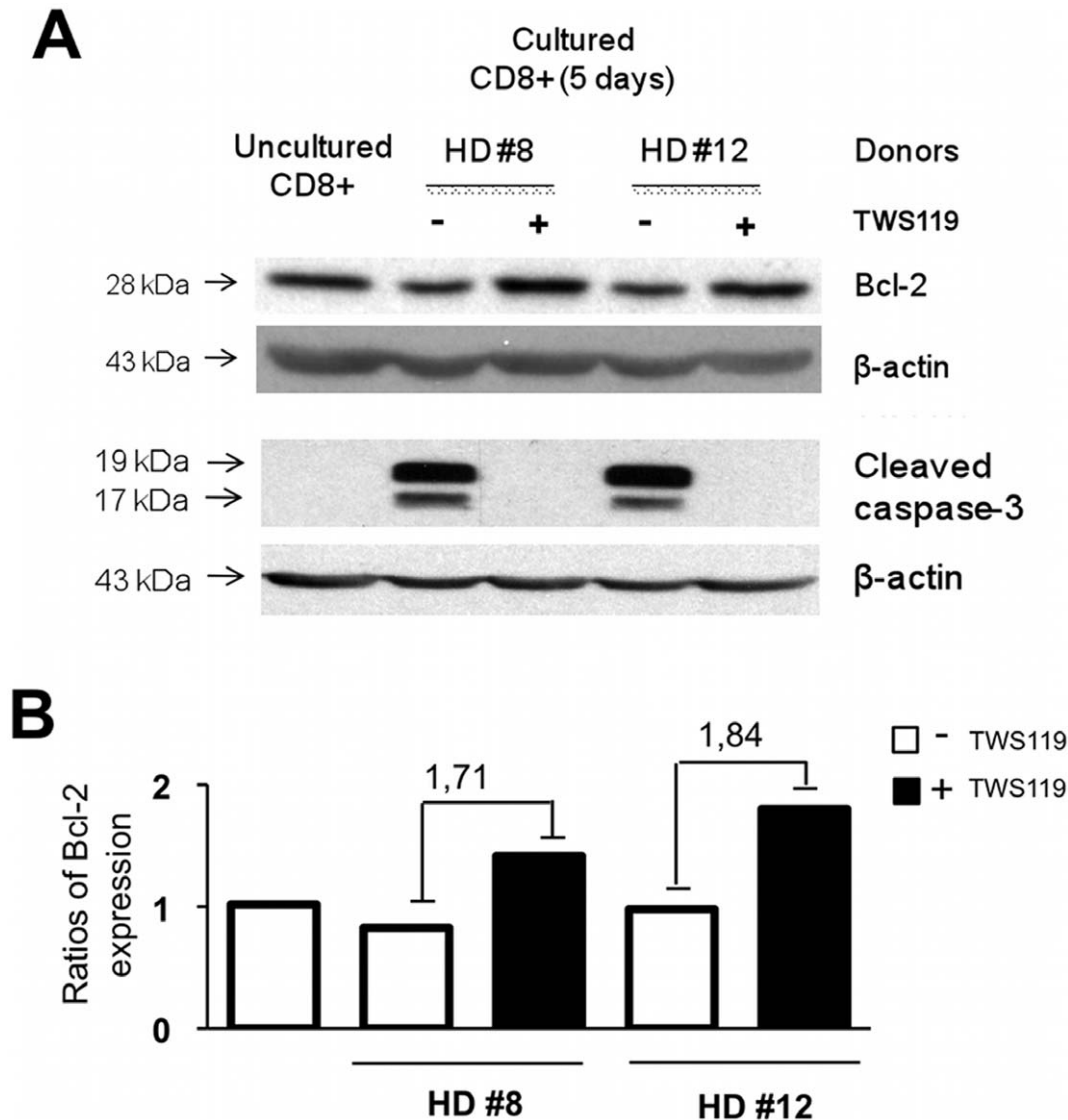 A
Cultured
CD8+ (5 days)
Uncultured
CD8+
HD #8
HD #12
Donors
- + - + TWS119
28 kDa → Bcl-2
43 kDa → β-actin
19 kDa → Cleaved
17 kDa → caspase-3
43 kDa → β-actin
B
1,71
1,84
- TWS119
+ TWS119
Ratios of Bcl-2
expression
2
1
0
HD #8
HD #12